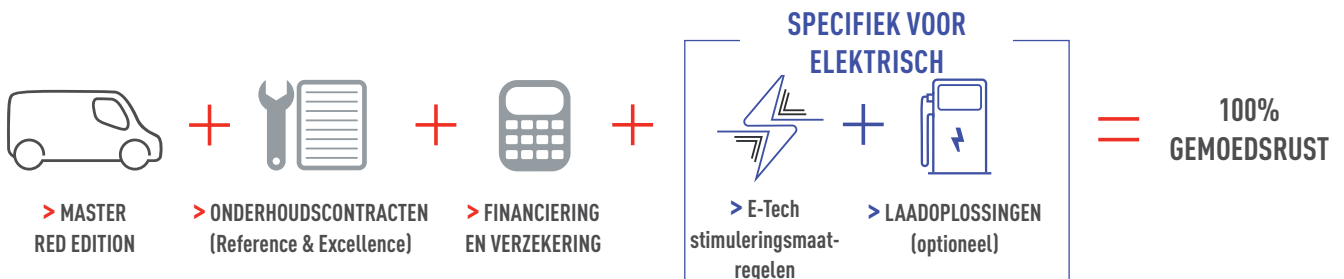 SPECIFIEK VOOR
ELEKTRISCH
100%
GEMOEDSRUST
> MASTER
RED EDITION
> ONDERHOUDSCONTRACTEN
(Reference & Excellence)
> FINANCIERING
EN VERZEKERING
> E-Tech
stimuleringsmaat-
regelen
> LAADOPLOSSINGEN
(optioneel)